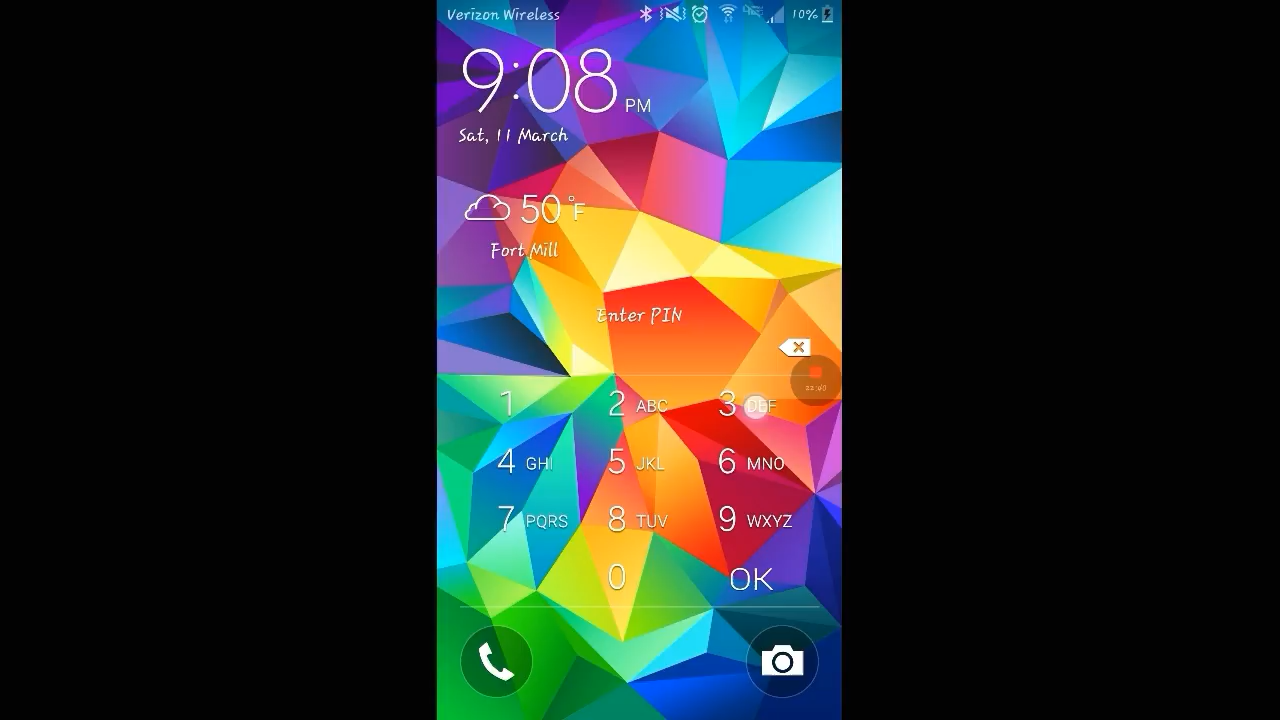 Verizon Wireless 10%
9:08 PM
Sat, 11 March
50 °F
Fort Mill
Enter PIN
1 2 ABC 3 DEF
4 GHI 5 JKL 6 MNO
7 PQRS 8 TUV 9 WXYZ
0 OK